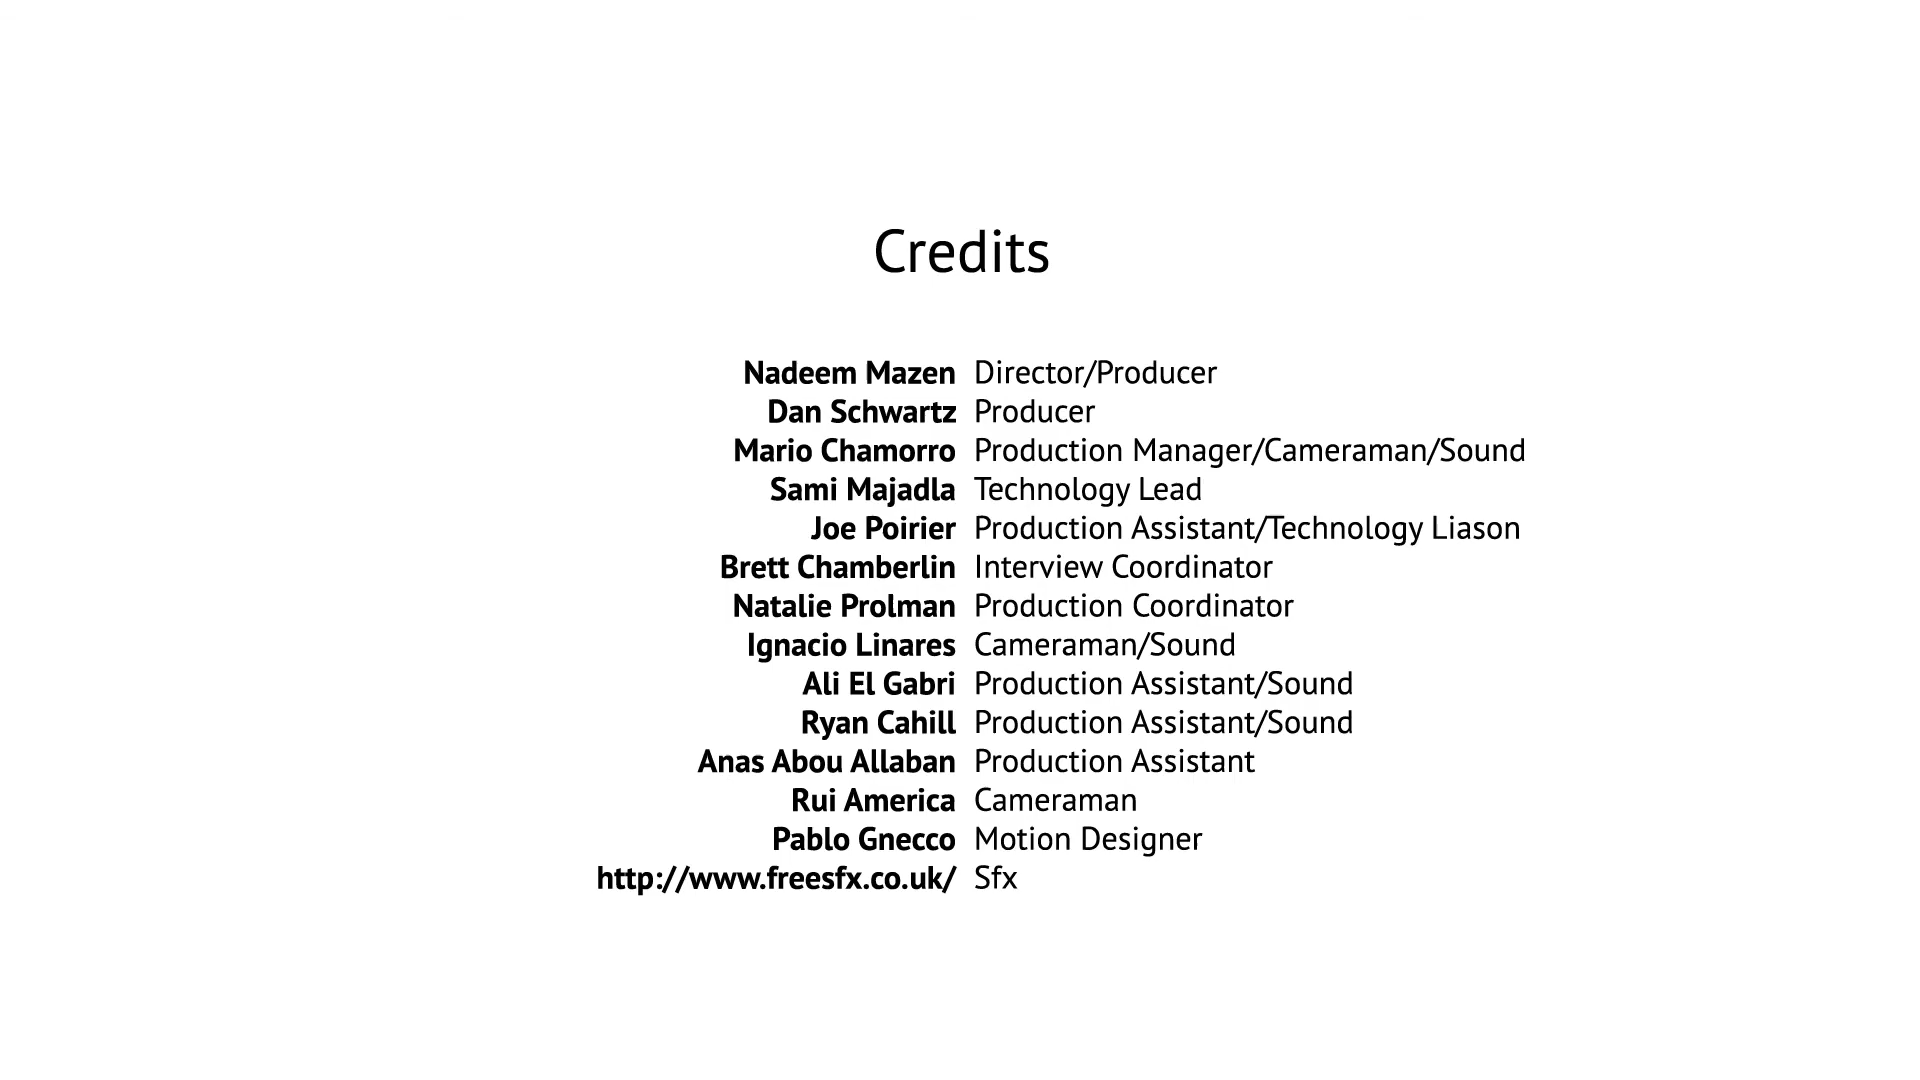 Credits
Nadeem Mazen Director/Producer
Dan Schwartz Producer
Mario Chamorro Production Manager/Cameraman/Sound
Sami Majadla Technology Lead
Joe Poirier Production Assistant/Technology Liason
Brett Chamberlin Interview Coordinator
Natalie Prolman Production Coordinator
Ignacio Linares Cameraman/Sound
Ali El Gabri Production Assistant/Sound
Ryan Cahill Production Assistant/Sound
Anas Abou Allaban Production Assistant
Rui America Cameraman
Pablo Gnecco Motion Designer
http://www.freesfx.co.uk/ Sfx